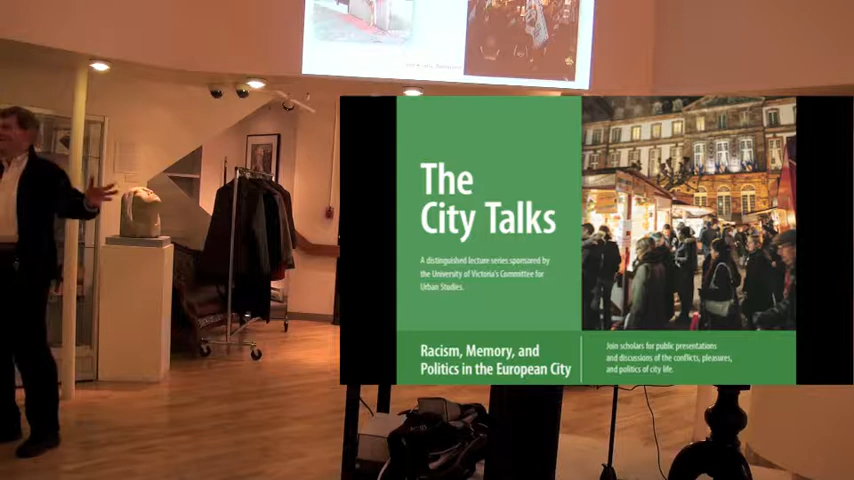 The
City Talks
A distinguished lecture series sponsored by
the University of Victoria's Committee for
Urban Studies.
Racism, Memory, and
Politics in the European City
Join scholars for public presentations
and discussions of the conflicts, pleasures,
and politics of city life.